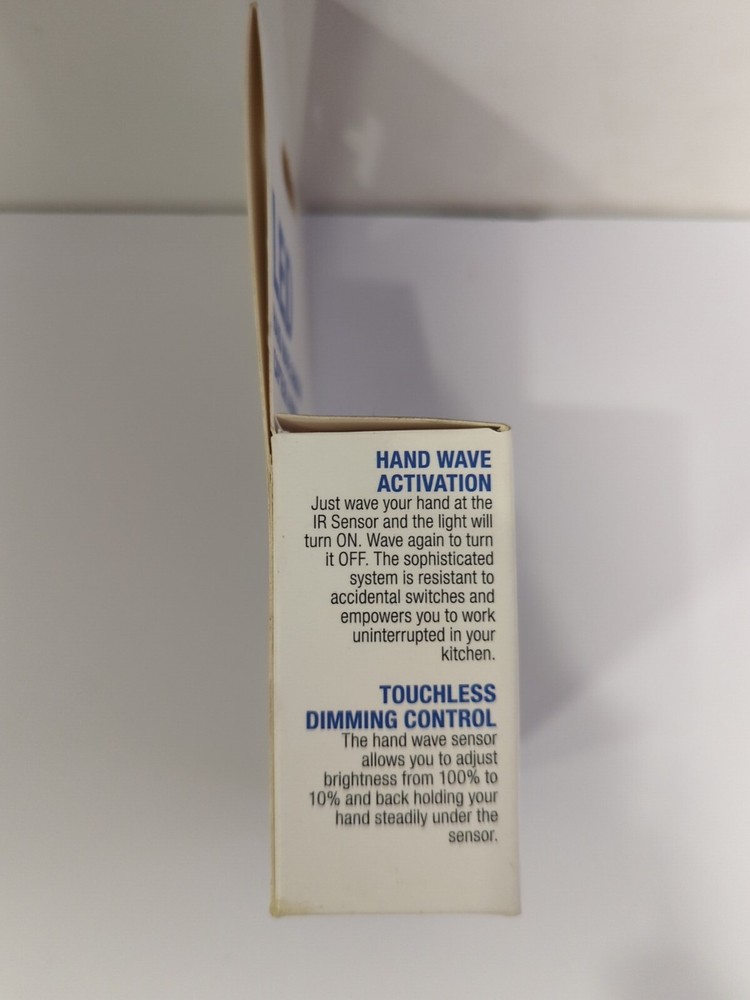 LED
HAND WAVE
ACTIVATION
Just wave your hand at the
IR Sensor and the light will
turn ON. Wave again to turn
it OFF. The sophisticated
system is resistant to
accidental switches and
empowers you to work
uninterrupted in your
kitchen.
TOUCHLESS
DIMMING CONTROL
The hand wave sensor
allows you to adjust
brightness from 100% to
10% and back holding your
hand steadily under the
sensor.